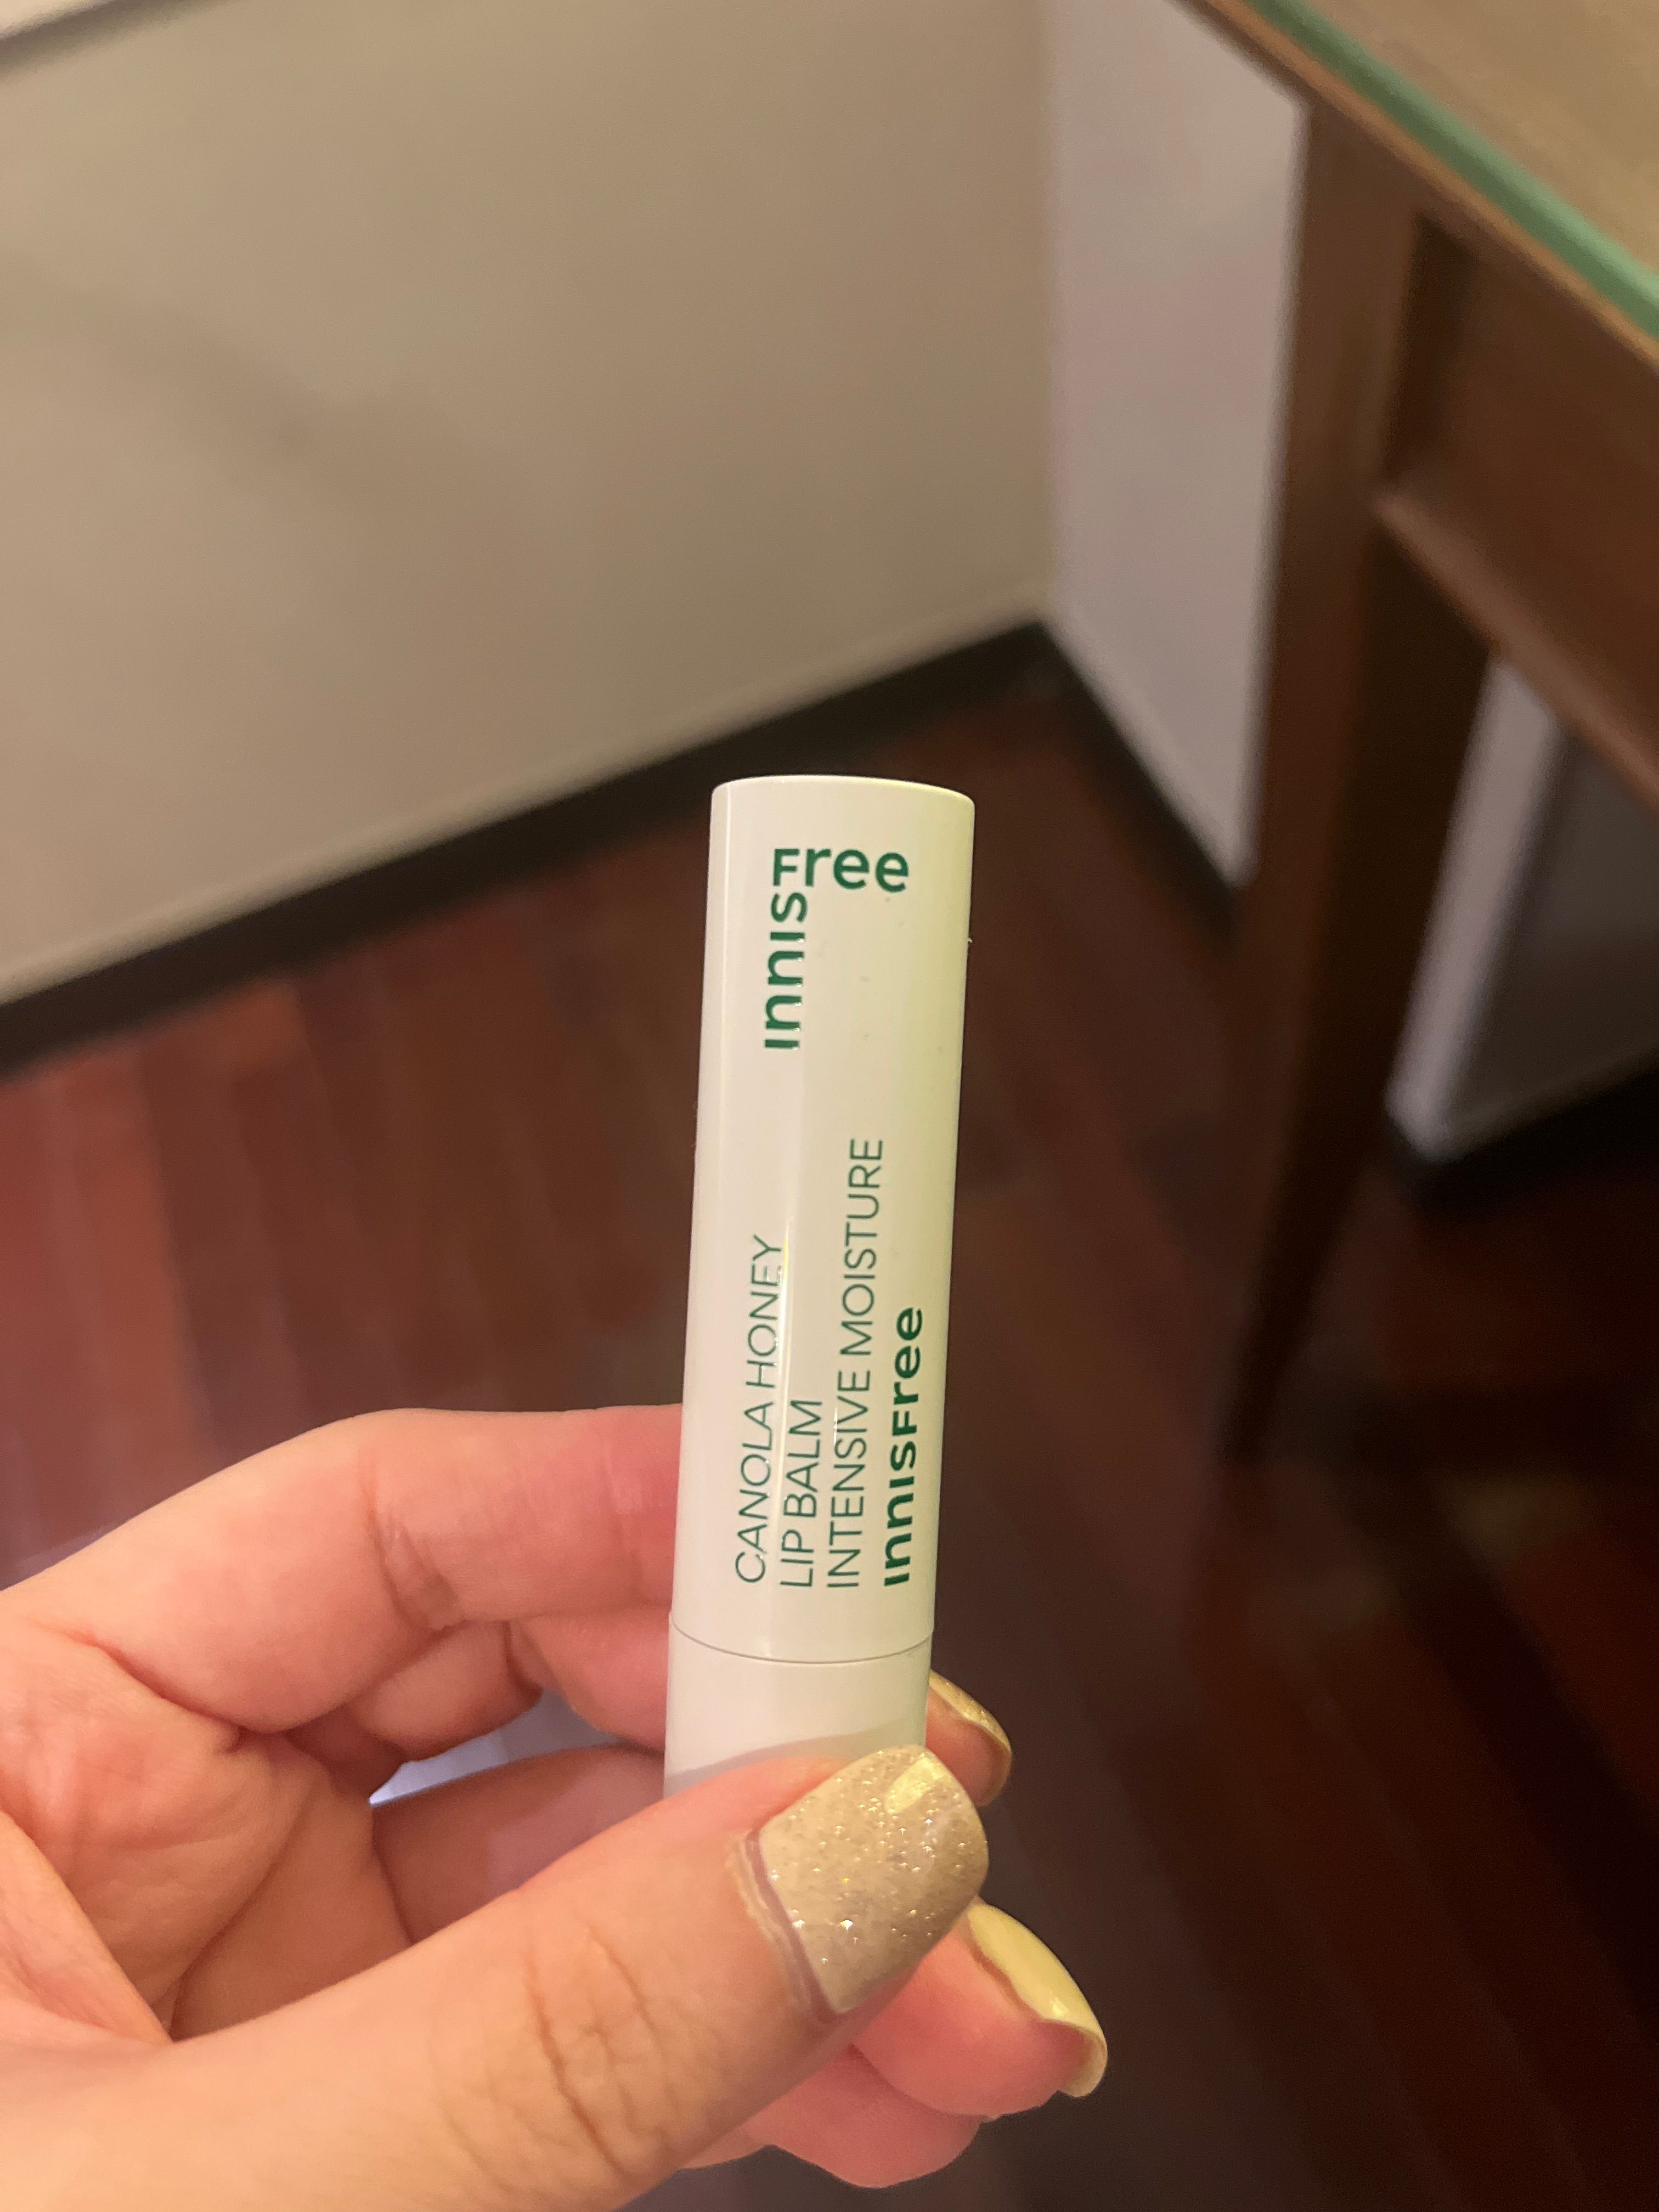 INNISFree
CANOLA HONEY
LIP BALM
INTENSIVE MOISTURE
INNISFree